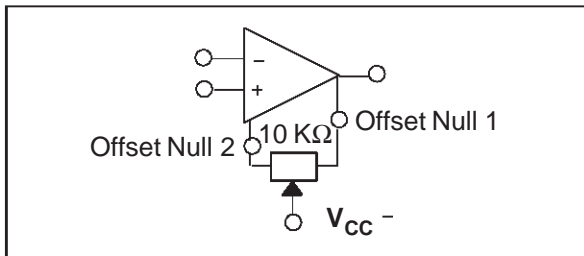 −
+
Offset Null 2
10 KΩ
Offset Null 1
VCC −